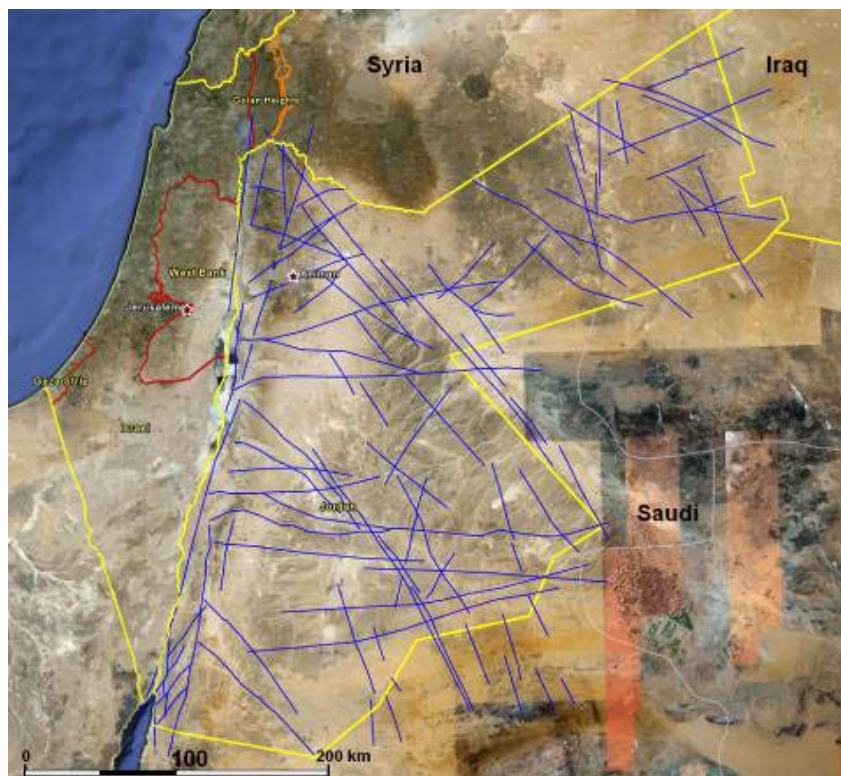 Syria
Iraq
Golan Heights
West Bank
Amman
Jerusalem
Gaza Strip
Israel
Jordan
Saudi
0
100
200 km